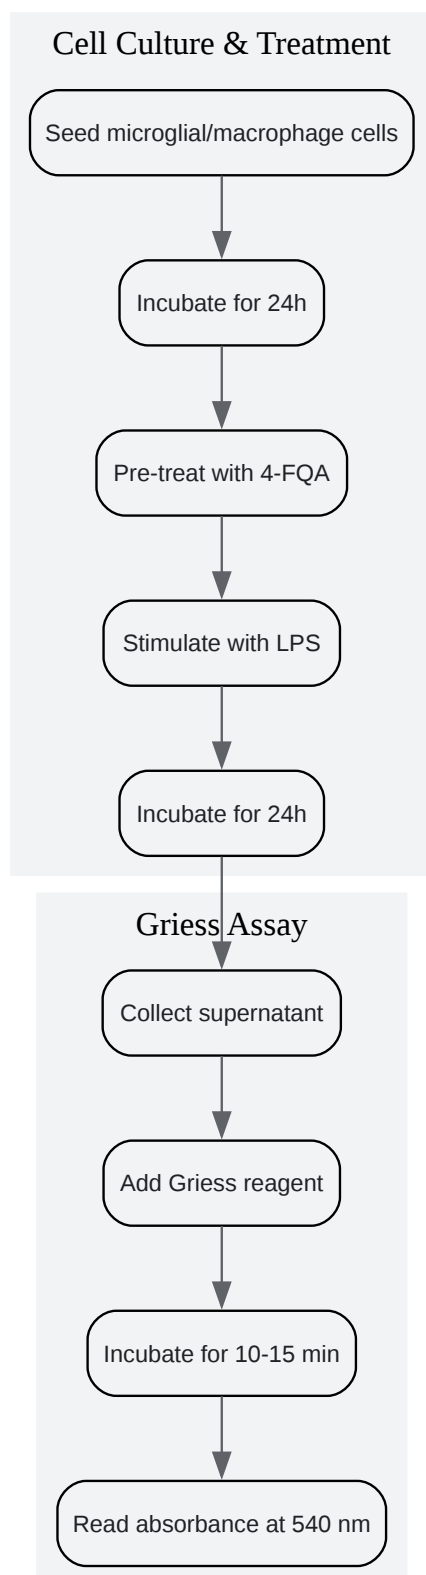 Cell Culture & Treatment
Seed microglial/macrophage cells
Incubate for 24h
Pre-treat with 4-FQA
Stimulate with LPS
Incubate for 24h
Griess Assay
Collect supernatant
Add Griess reagent
Incubate for 10-15 min
Read absorbance at 540 nm